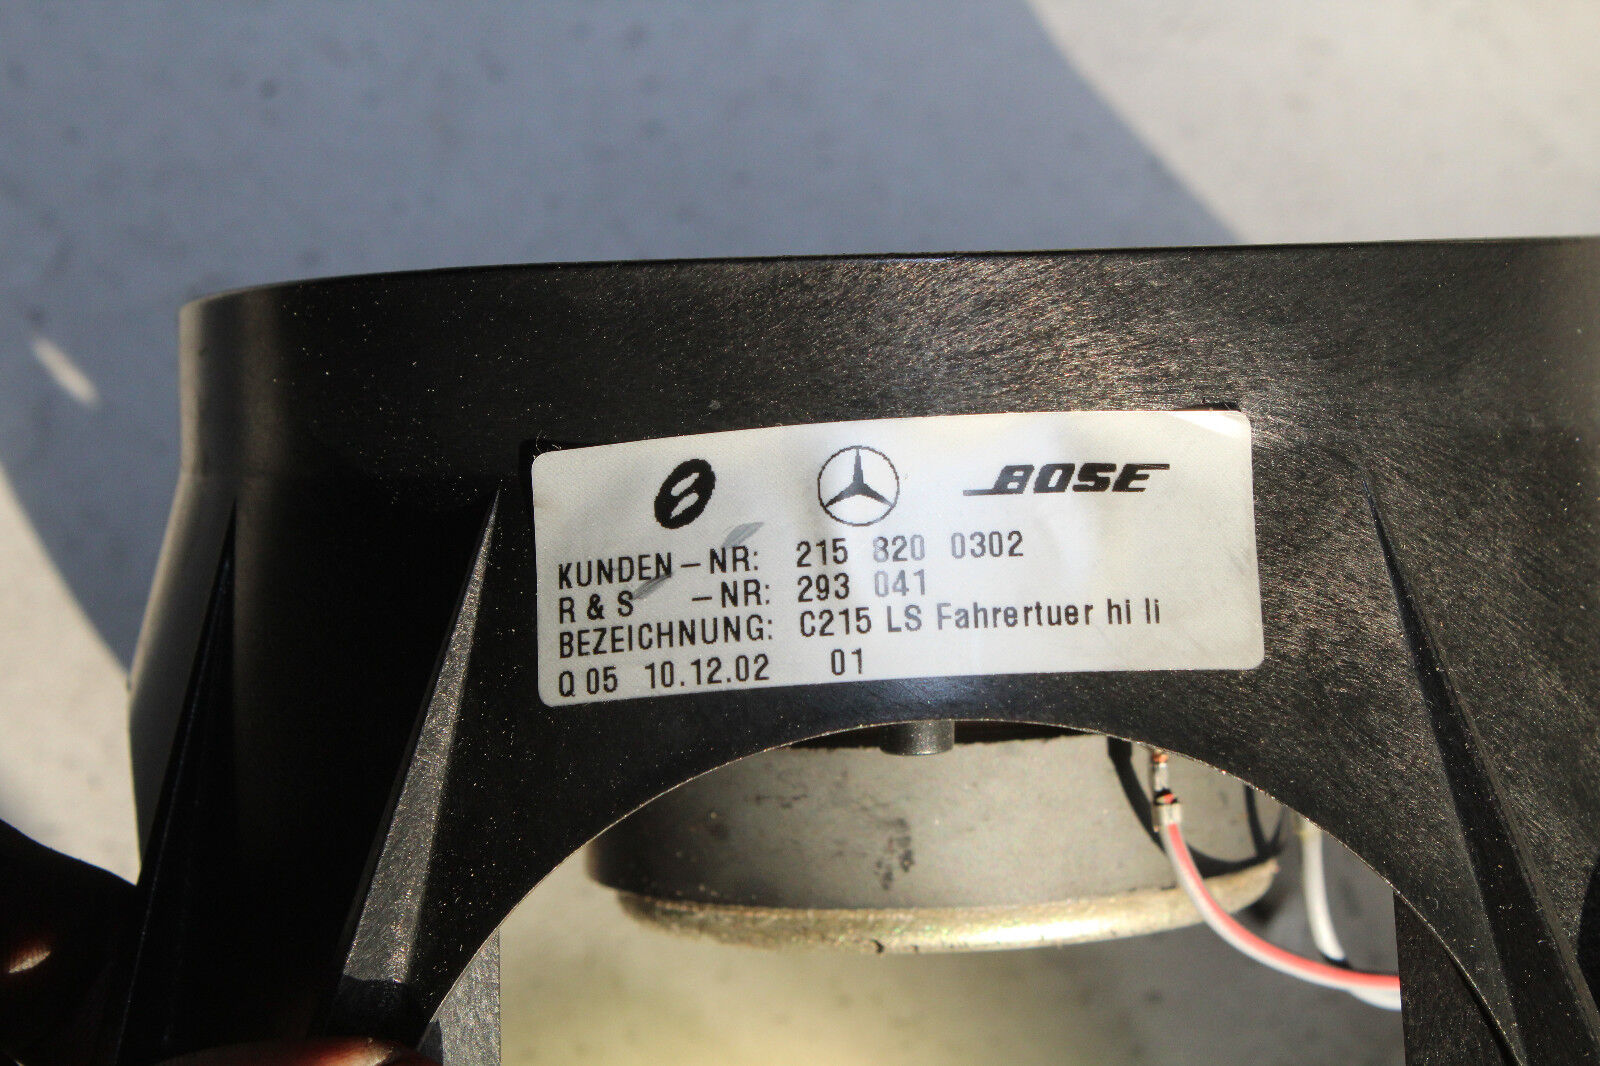 BOSE
KUNDEN-NR: 215 820 0302
R & S -NR: 293 041
BEZEICHNUNG: C215 LS Fahrertuer hi li
Q 05 10.12.02 01